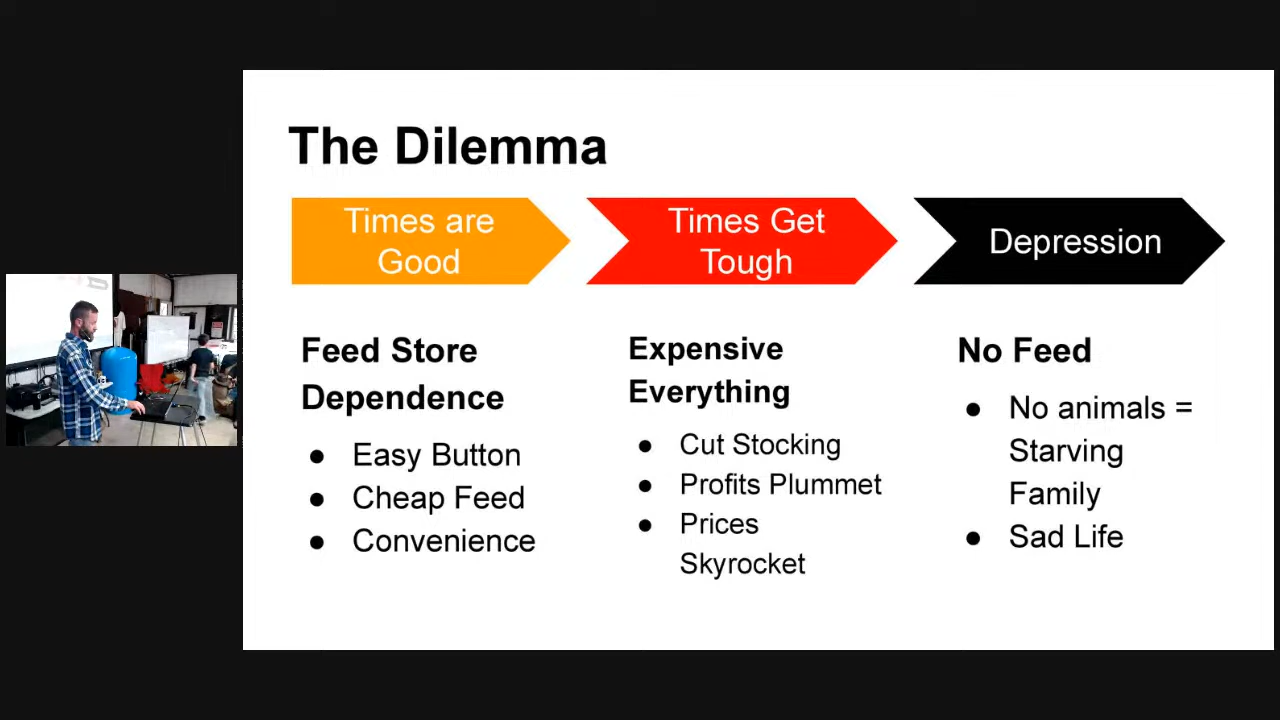 The Dilemma
Times are
Good
Times Get
Tough
Depression
Feed Store
Dependence
● Easy Button
● Cheap Feed
● Convenience
Expensive
Everything
● Cut Stocking
● Profits Plummet
● Prices
Skyrocket
No Feed
● No animals =
Starving
Family
● Sad Life